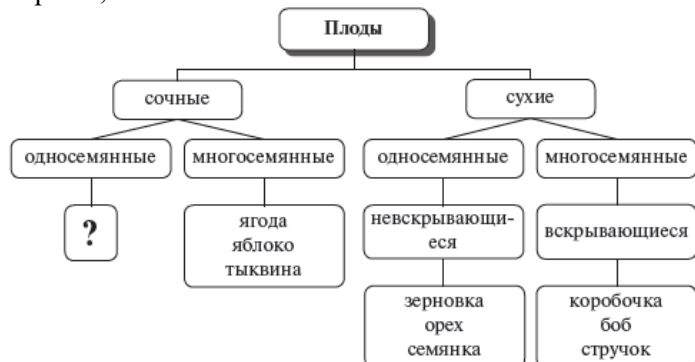 Плоды
сочные
сухие
односемянные
многосемянные
односемянные
многосемянные
?
ягода
яблоко
тыквина
невскрывающи-
еся
вскрывающиеся
зерновка
орех
семянка
коробочка
боб
стручок